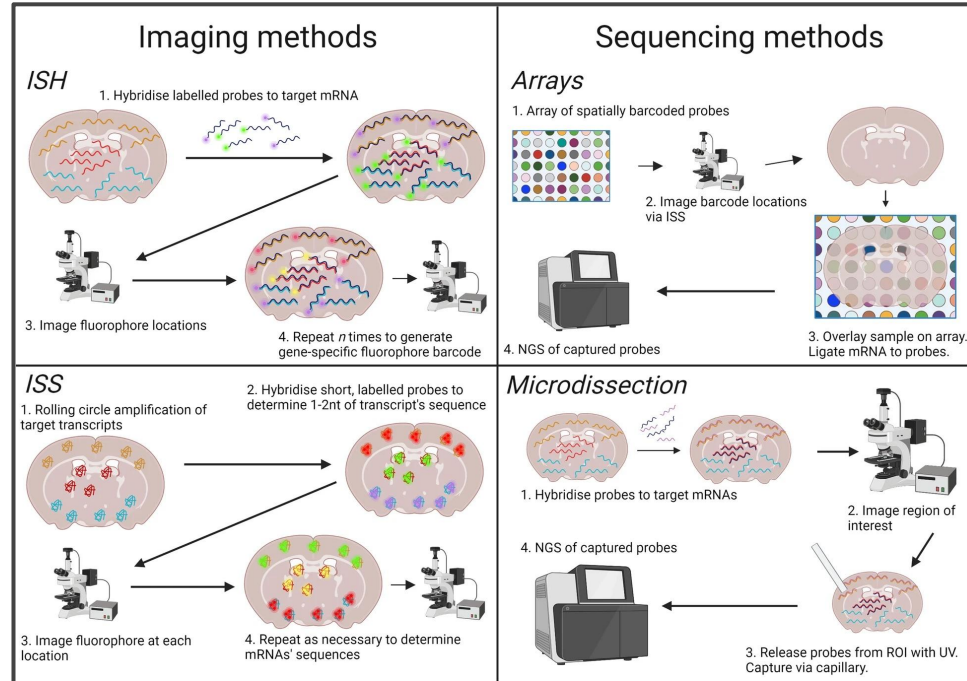 Imaging methods
ISH
1. Hybridise labelled probes to target mRNA
3. Image fluorophore locations
4. Repeat n times to generate
gene-specific fluorophore barcode
ISS
1. Rolling circle amplification of
target transcripts
2. Hybridise short, labelled probes to
determine 1-2nt of transcript's sequence
3. Image fluorophore at each
location
4. Repeat as necessary to determine
mRNAs' sequences
Sequencing methods
Arrays
1. Array of spatially barcoded probes
2. Image barcode locations
via ISS
3. Overlay sample on array.
Ligate mRNA to probes.
4. NGS of captured probes
Microdissection
1. Hybridise probes to target mRNAs
2. Image region of
interest
3. Release probes from ROI with UV.
Capture via capillary.
4. NGS of captured probes